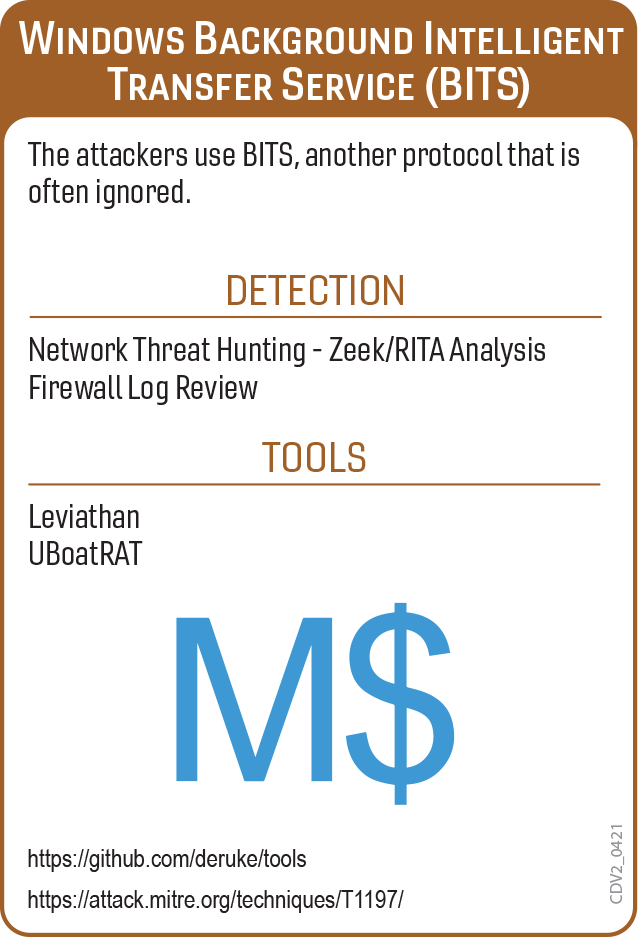 Windows Background Intelligent
Transfer Service (BITS)
The attackers use BITS, another protocol that is
often ignored.
DETECTION
Network Threat Hunting - Zeek/RITA Analysis
Firewall Log Review
TOOLS
Leviathan
UBoatRAT
M$
https://github.com/deruke/tools
https://attack.mitre.org/techniques/T1197/
CDV2_0421